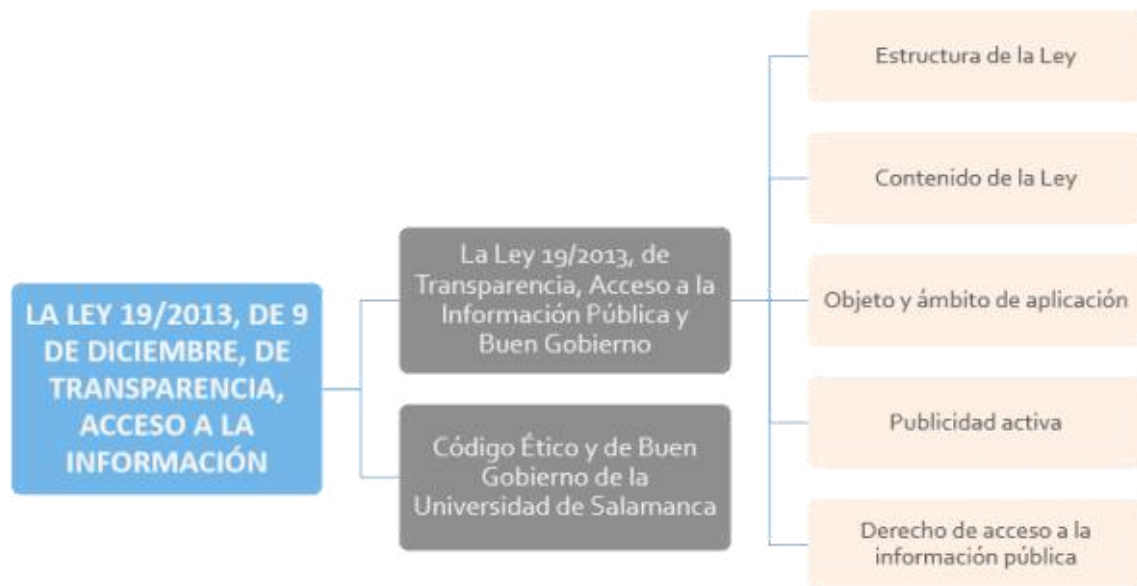 LA LEY 19/2013, DE 9
DE DICIEMBRE, DE
TRANSPARENCIA,
ACCESO A LA
INFORMACIÓN
La Ley 19/2013, de
Transparencia, Acceso a la
Información Pública y
Buen Gobierno
Código Ético y de Buen
Gobierno de la
Universidad de Salamanca
Estructura de la Ley
Contenido de la Ley
Objeto y ámbito de aplicación
Publicidad activa
Derecho de acceso a la
información pública